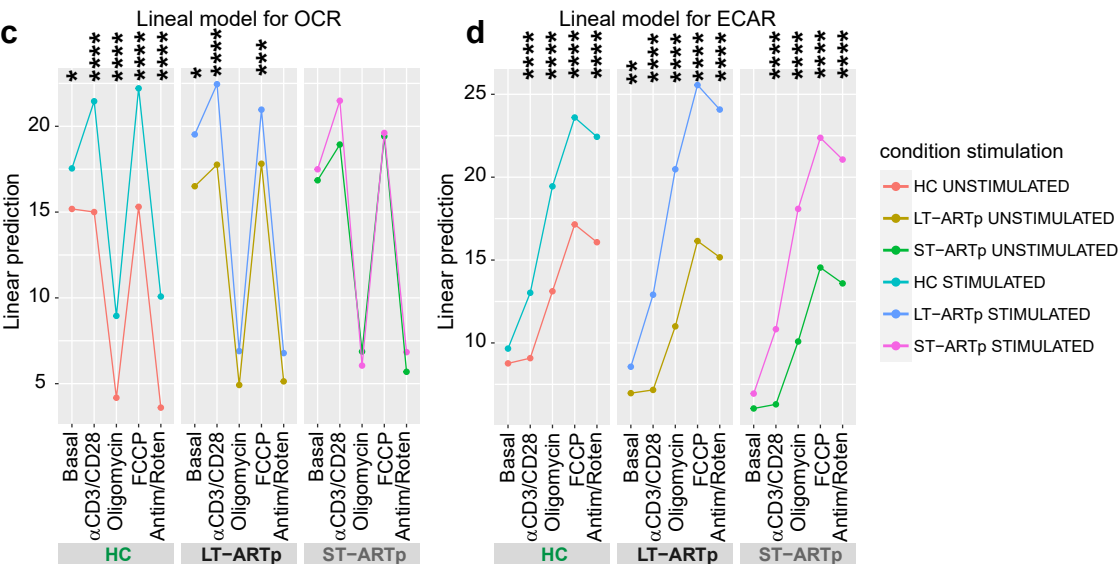 c
Lineal model for OCR
* **** **** **** ****
* **** ***
Linear prediction
20
15
10
5
Basal
αCD3/CD28
Oligomycin
FCCP
Antim/Roten
Basal
αCD3/CD28
Oligomycin
FCCP
Antim/Roten
Basal
αCD3/CD28
Oligomycin
FCCP
Antim/Roten
HC
LT−ARTp
ST−ARTp
d
Lineal model for ECAR
**** **** **** ****
** **** **** **** ****
**** **** **** ****
Linear prediction
25
20
15
10
Basal
αCD3/CD28
Oligomycin
FCCP
Antim/Roten
Basal
αCD3/CD28
Oligomycin
FCCP
Antim/Roten
Basal
αCD3/CD28
Oligomycin
FCCP
Antim/Roten
HC
LT−ARTp
ST−ARTp
condition stimulation
HC UNSTIMULATED
LT−ARTp UNSTIMULATED
ST−ARTp UNSTIMULATED
HC STIMULATED
LT−ARTp STIMULATED
ST−ARTp STIMULATED